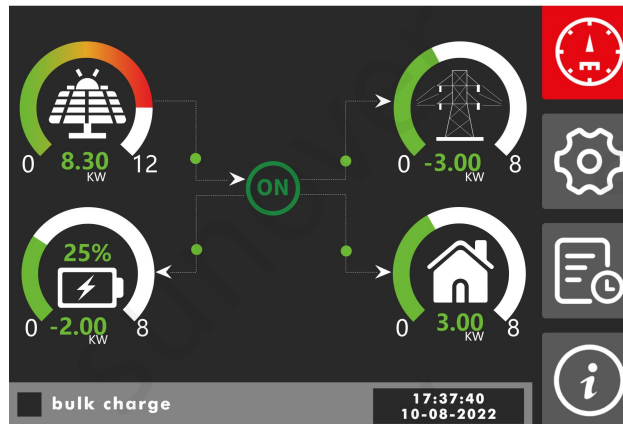 0 8.30 12
KW
0 -3.00 8
KW
ON
25%
0 -2.00 8
KW
0 3.00 8
KW
bulk charge
17:37:40
10-08-2022
i